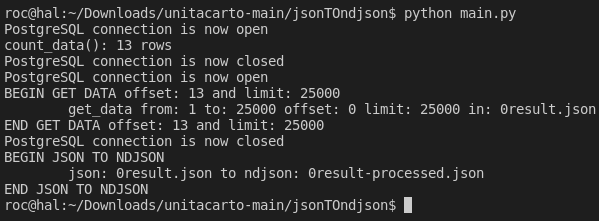 roc@hal:~/Downloads/unitacarto-main/jsonTOndjson$ python main.py
PostgreSQL connection is now open
count_data(): 13 rows
PostgreSQL connection is now closed
PostgreSQL connection is now open
BEGIN GET DATA offset: 13 and limit: 25000
        get_data from: 1 to: 25000 offset: 0 limit: 25000 in: 0result.json
END GET DATA offset: 13 and limit: 25000
PostgreSQL connection is now closed
BEGIN JSON TO NDJSON
        json: 0result.json to ndjson: 0result-processed.json
END JSON TO NDJSON
roc@hal:~/Downloads/unitacarto-main/jsonTOndjson$